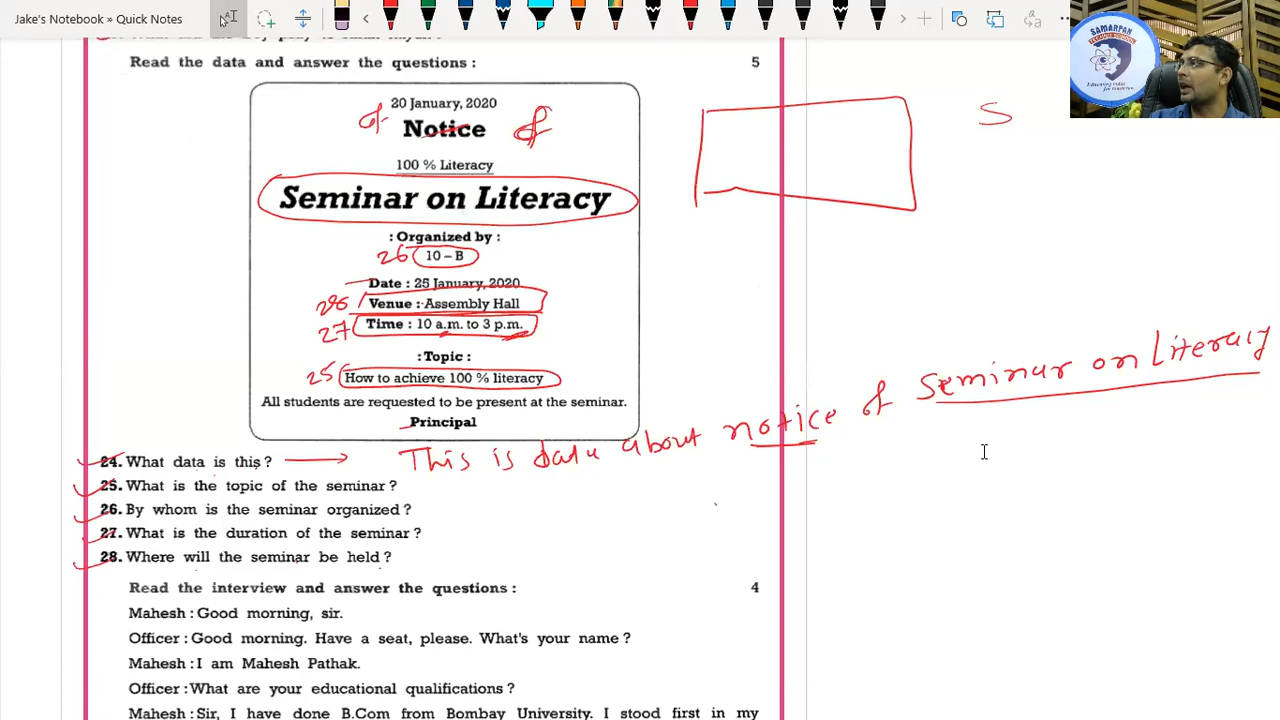 Jake's Notebook » Quick Notes
SAMARPAN
Read the data and answer the questions : 5
20 January, 2020
of Notice of
100 % Literacy
Seminar on Literacy
: Organized by :
26 10 – B
Date : 25 January, 2020
Venue : Assembly Hall
27 Time : 10 a.m. to 3 p.m.
: Topic :
25 How to achieve 100 % literacy
All students are requested to be present at the seminar.
Principal
S
24. What data is this? This is data about notice of Seminar on Literacy
25. What is the topic of the seminar ?
26. By whom is the seminar organized ?
27. What is the duration of the seminar ?
28. Where will the seminar be held ?
Read the interview and answer the questions : 4
Mahesh : Good morning, sir.
Officer : Good morning. Have a seat, please. What's your name ?
Mahesh : I am Mahesh Pathak.
Officer : What are your educational qualifications ?
Mahesh : Sir, I have done B.Com from Bombay University. I stood first in my